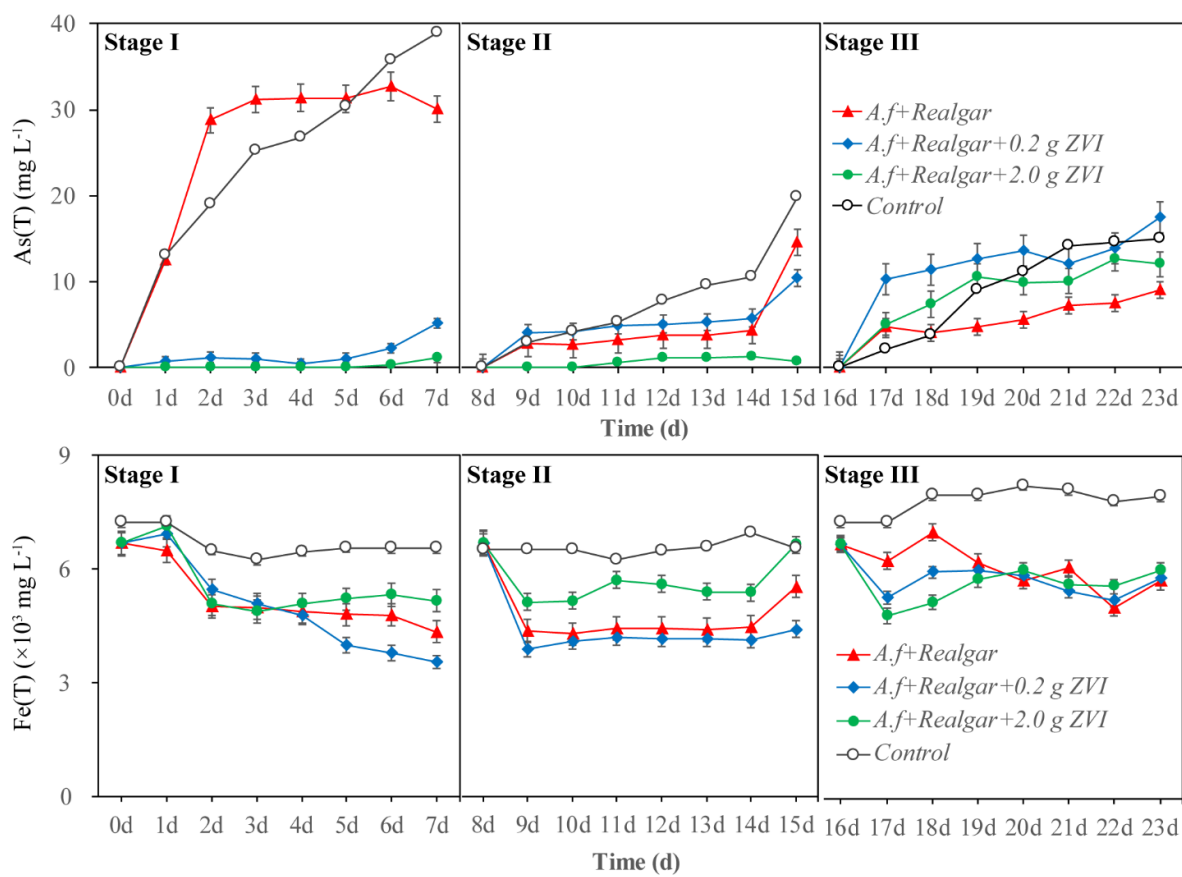 40
30
20
10
0
As(T) (mg L⁻¹)
Stage I
Stage II
Stage III
A.f+Realgar
A.f+Realgar+0.2 g ZVI
A.f+Realgar+2.0 g ZVI
Control
0d 1d 2d 3d 4d 5d 6d 7d
8d 9d 10d 11d 12d 13d 14d 15d
16d 17d 18d 19d 20d 21d 22d 23d
Time (d)
9
6
3
0
Fe(T) (×10³ mg L⁻¹)
Stage I
Stage II
Stage III
A.f+Realgar
A.f+Realgar+0.2 g ZVI
A.f+Realgar+2.0 g ZVI
Control
0d 1d 2d 3d 4d 5d 6d 7d
8d 9d 10d 11d 12d 13d 14d 15d
16d 17d 18d 19d 20d 21d 22d 23d
Time (d)